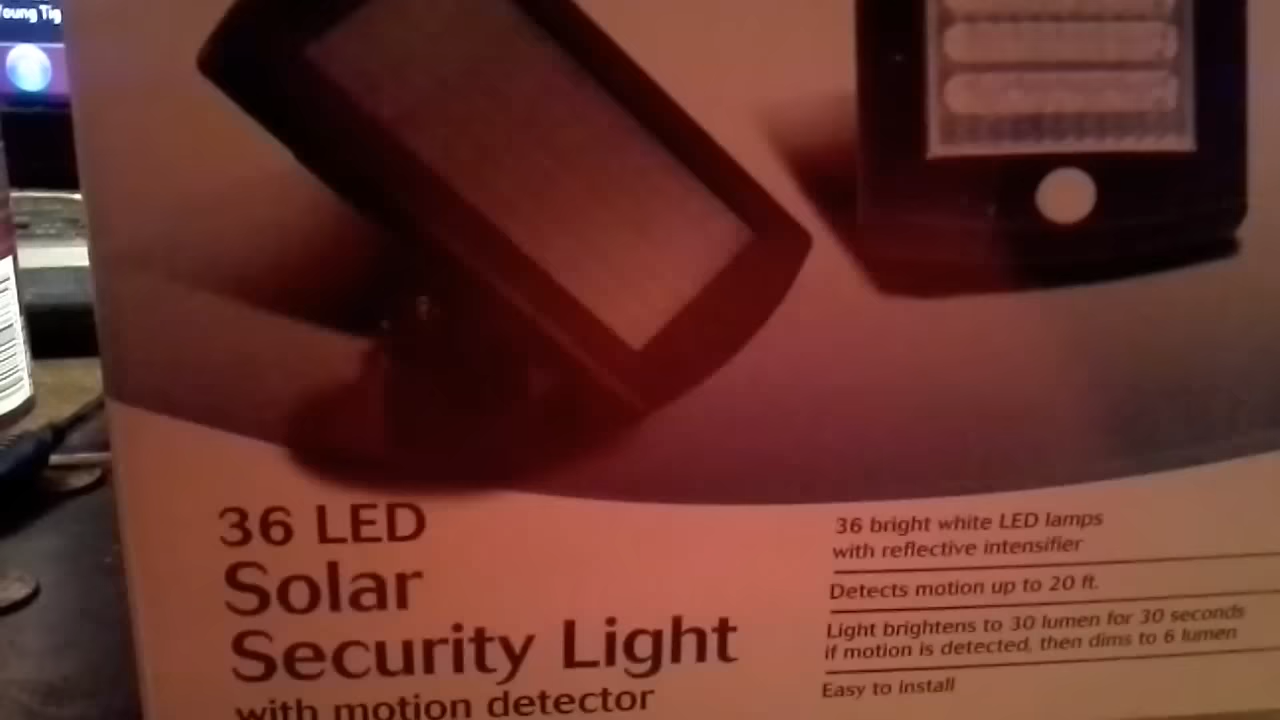 Young Tig
36 LED
Solar
Security Light
with motion detector
36 bright white LED lamps
with reflective intensifier
Detects motion up to 20 ft.
Light brightens to 30 lumen for 30 seconds
if motion is detected, then dims to 6 lumen
Easy to install